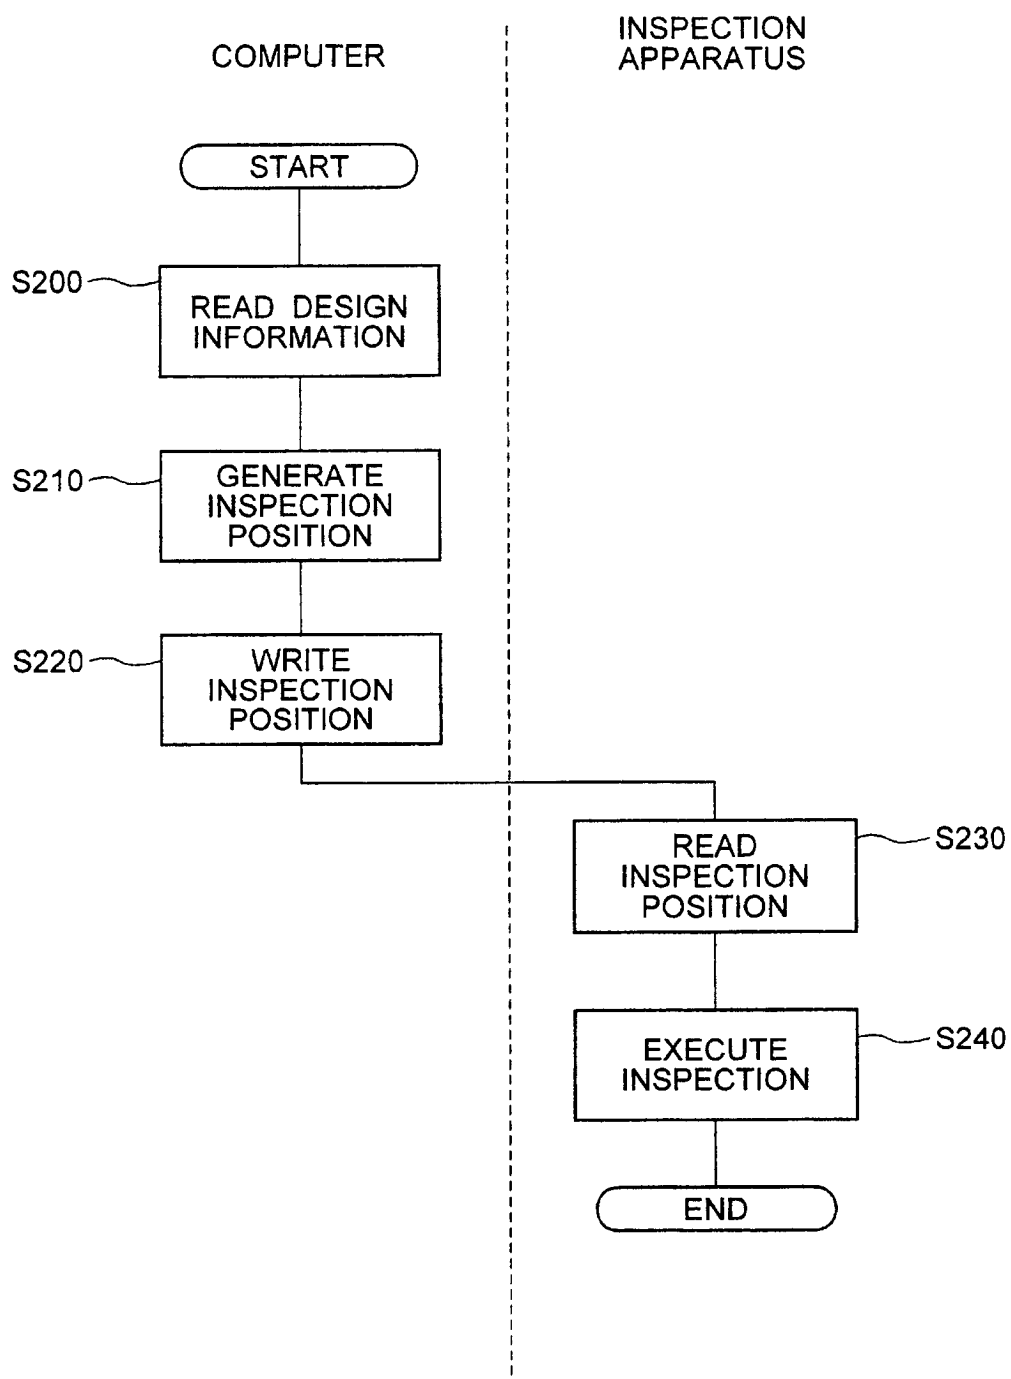 COMPUTER
INSPECTION
APPARATUS
START
S200
READ DESIGN
INFORMATION
S210
GENERATE
INSPECTION
POSITION
S220
WRITE
INSPECTION
POSITION
S230
READ
INSPECTION
POSITION
S240
EXECUTE
INSPECTION
END